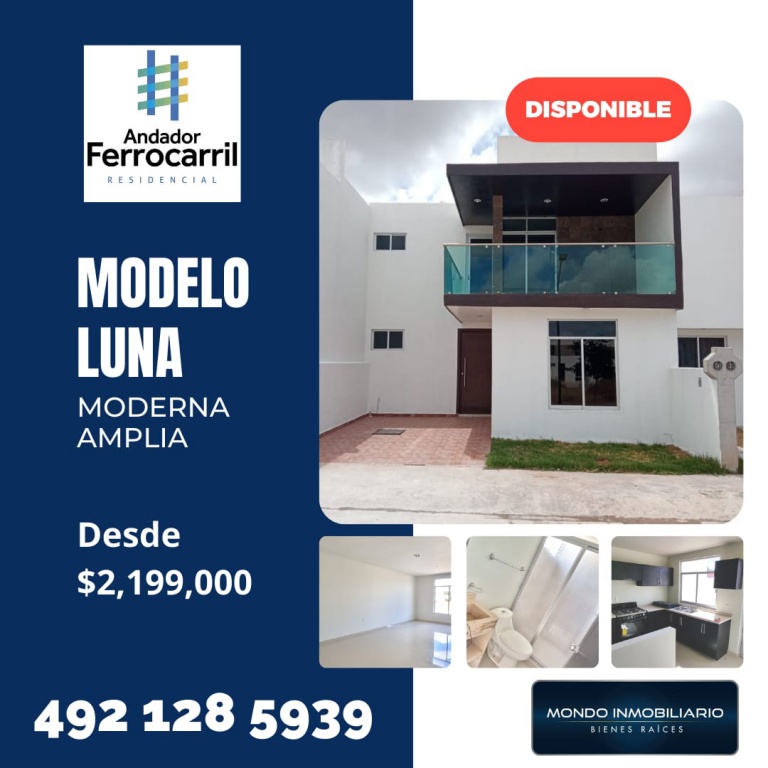 Andador
Ferrocarril
RESIDENCIAL
DISPONIBLE
MODELO
LUNA
MODERNA
AMPLIA
Desde
$2,199,000
492 128 5939
MONDO INMOBILIARIO
BIENES RAÍCES